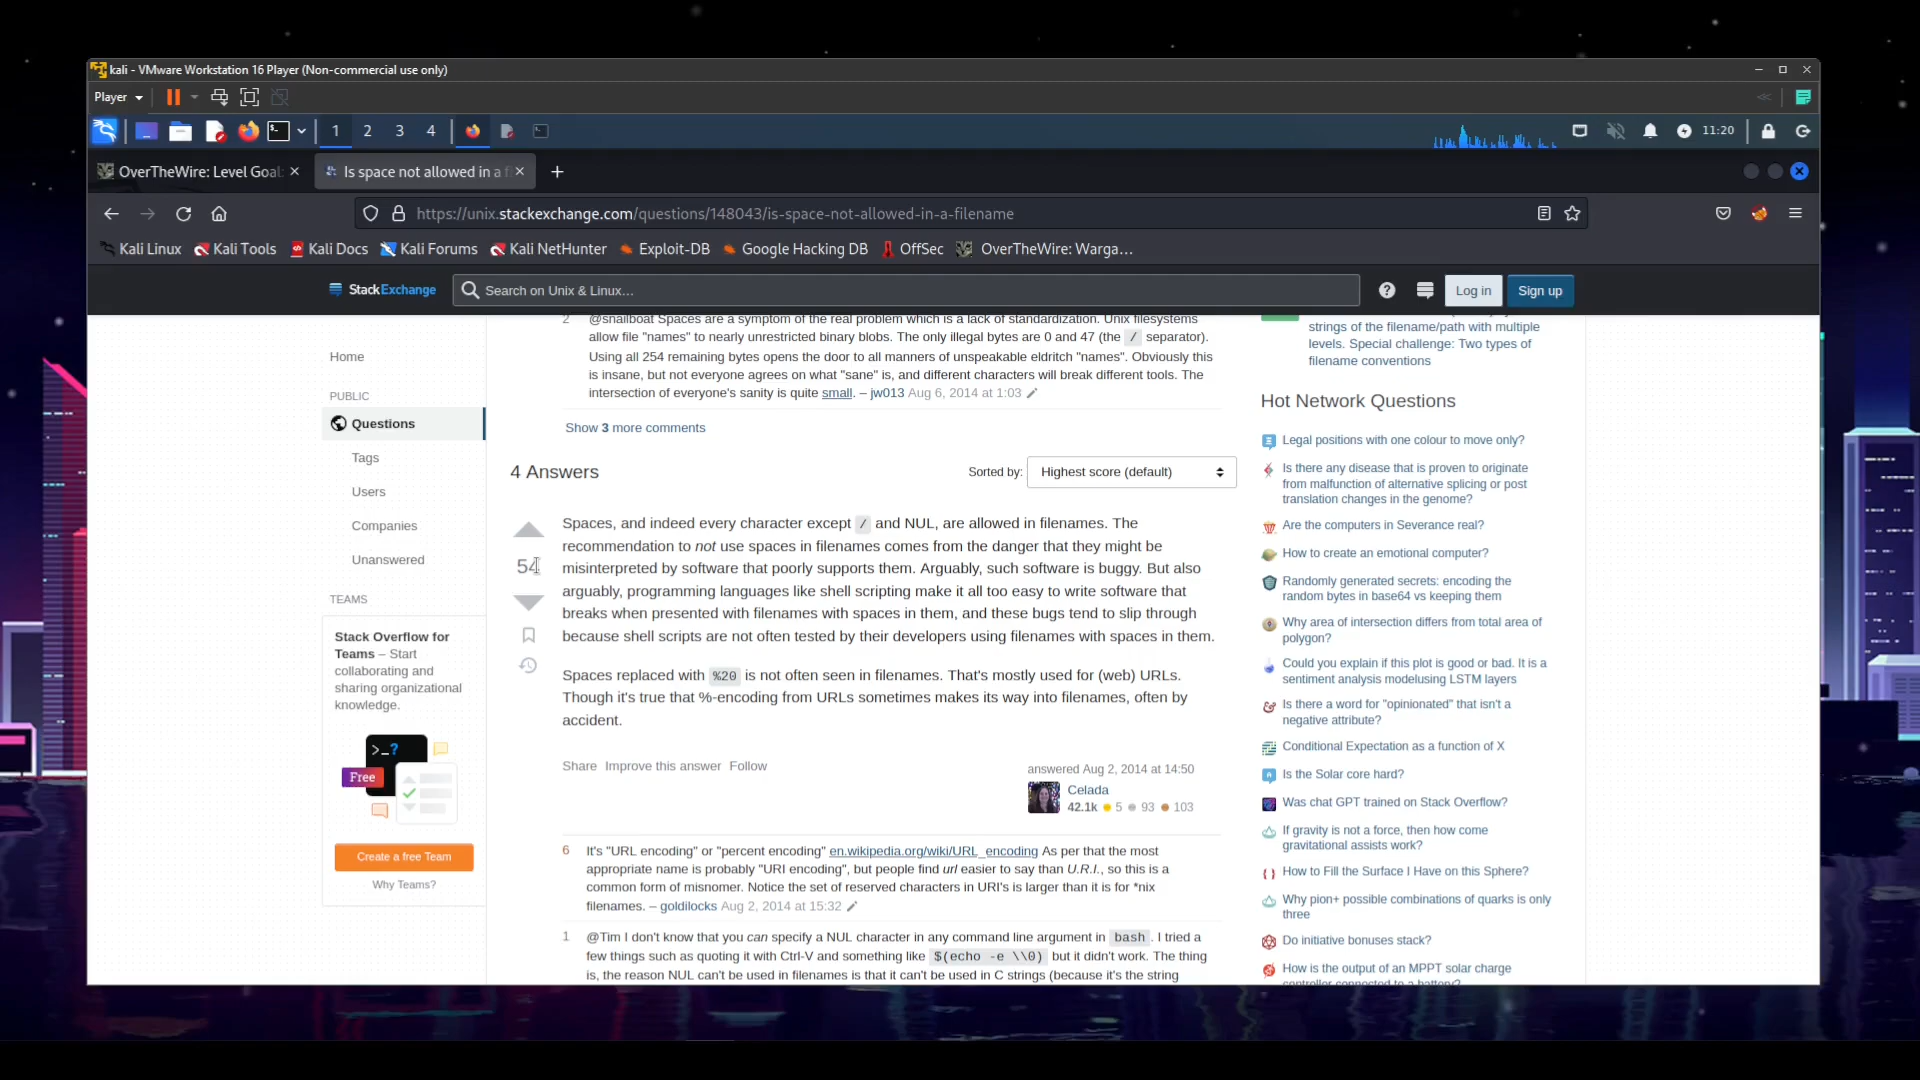 kali - VMware Workstation 16 Player (Non-commercial use only)
Player
1 2 3 4
11:20
OverTheWire: Level Goal:
Is space not allowed in a f
https://unix.stackexchange.com/questions/148043/is-space-not-allowed-in-a-filename
Kali Linux Kali Tools Kali Docs Kali Forums Kali NetHunter Exploit-DB Google Hacking DB OffSec OverTheWire: Warga…
StackExchange
Search on Unix & Linux…
Log in
Sign up
Home
PUBLIC
Questions
Tags
Users
Companies
Unanswered
TEAMS
Stack Overflow for
Teams – Start
collaborating and
sharing organizational
knowledge.
>_?
Free
Create a free Team
Why Teams?
2 @snailboat Spaces are a symptom of the real problem which is a lack of standardization. Unix filesystems
allow file "names" to nearly unrestricted binary blobs. The only illegal bytes are 0 and 47 (the / separator).
Using all 254 remaining bytes opens the door to all manners of unspeakable eldritch "names". Obviously this
is insane, but not everyone agrees on what "sane" is, and different characters will break different tools. The
intersection of everyone's sanity is quite small. – jw013 Aug 6, 2014 at 1:03
Show 3 more comments
4 Answers
Sorted by:
Highest score (default)
54
Spaces, and indeed every character except / and NUL, are allowed in filenames. The
recommendation to not use spaces in filenames comes from the danger that they might be
misinterpreted by software that poorly supports them. Arguably, such software is buggy. But also
arguably, programming languages like shell scripting make it all too easy to write software that
breaks when presented with filenames with spaces in them, and these bugs tend to slip through
because shell scripts are not often tested by their developers using filenames with spaces in them.
Spaces replaced with %20 is not often seen in filenames. That's mostly used for (web) URLs.
Though it's true that %-encoding from URLs sometimes makes its way into filenames, often by
accident.
Share Improve this answer Follow
answered Aug 2, 2014 at 14:50
Celada
42.1k 5 93 103
6 It's "URL encoding" or "percent encoding" en.wikipedia.org/wiki/URL_encoding As per that the most
appropriate name is probably "URI encoding", but people find url easier to say than U.R.I., so this is a
common form of misnomer. Notice the set of reserved characters in URI's is larger than it is for *nix
filenames. – goldilocks Aug 2, 2014 at 15:32
1 @Tim I don't know that you can specify a NUL character in any command line argument in bash . I tried a
few things such as quoting it with Ctrl-V and something like $(echo -e \\0) but it didn't work. The thing
is, the reason NUL can't be used in filenames is that it can't be used in C strings (because it's the string
strings of the filename/path with multiple
levels. Special challenge: Two types of
filename conventions
Hot Network Questions
Legal positions with one colour to move only?
Is there any disease that is proven to originate
from malfunction of alternative splicing or post
translation changes in the genome?
Are the computers in Severance real?
How to create an emotional computer?
Randomly generated secrets: encoding the
random bytes in base64 vs keeping them
Why area of intersection differs from total area of
polygon?
Could you explain if this plot is good or bad. It is a
sentiment analysis modelusing LSTM layers
Is there a word for "opinionated" that isn't a
negative attribute?
Conditional Expectation as a function of X
Is the Solar core hard?
Was chat GPT trained on Stack Overflow?
If gravity is not a force, then how come
gravitational assists work?
How to Fill the Surface I Have on this Sphere?
Why pion+ possible combinations of quarks is only
three
Do initiative bonuses stack?
How is the output of an MPPT solar charge
controller connected to a battery?